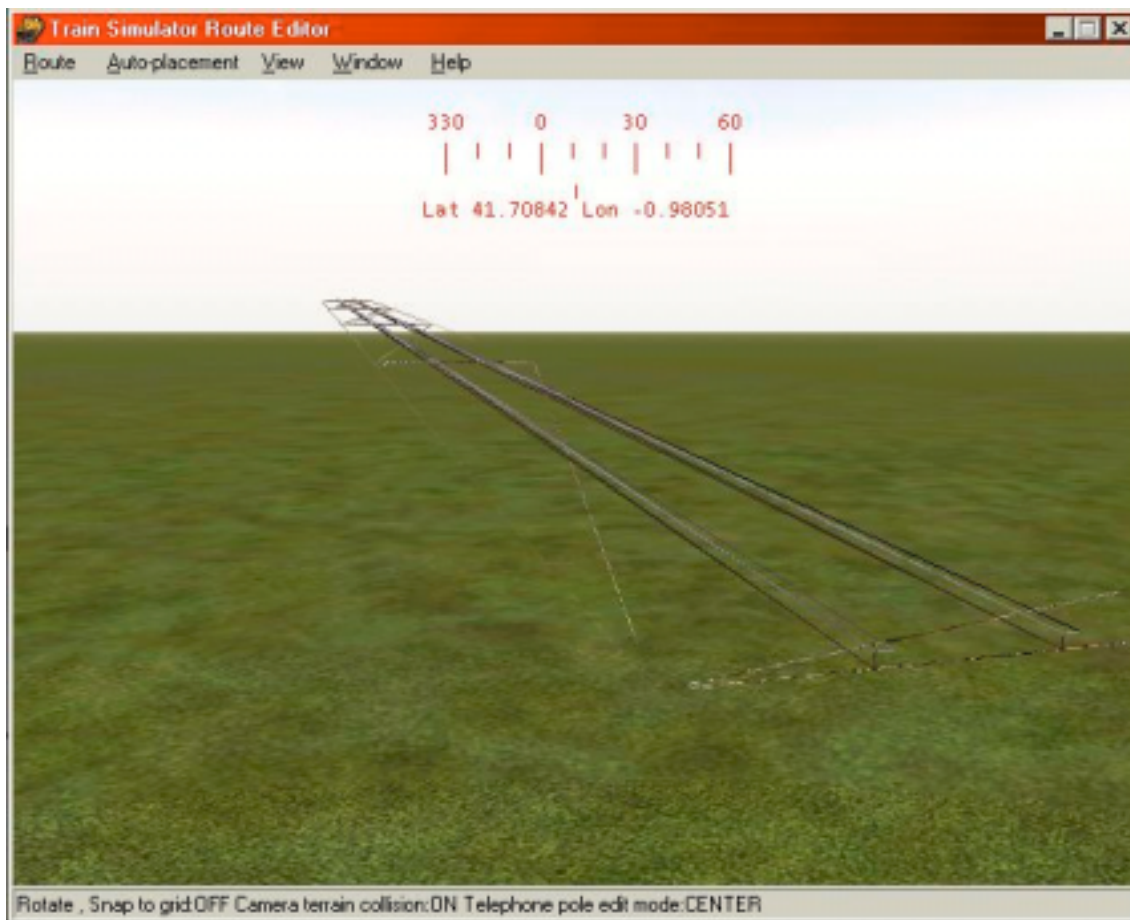 Train Simulator Route Editor
Route Auto-placement View Window Help
330 0 30 60
Lat 41.70842 Lon -0.98051
Rotate , Snap to grid:OFF Camera terrain collision:ON Telephone pole edit mode:CENTER